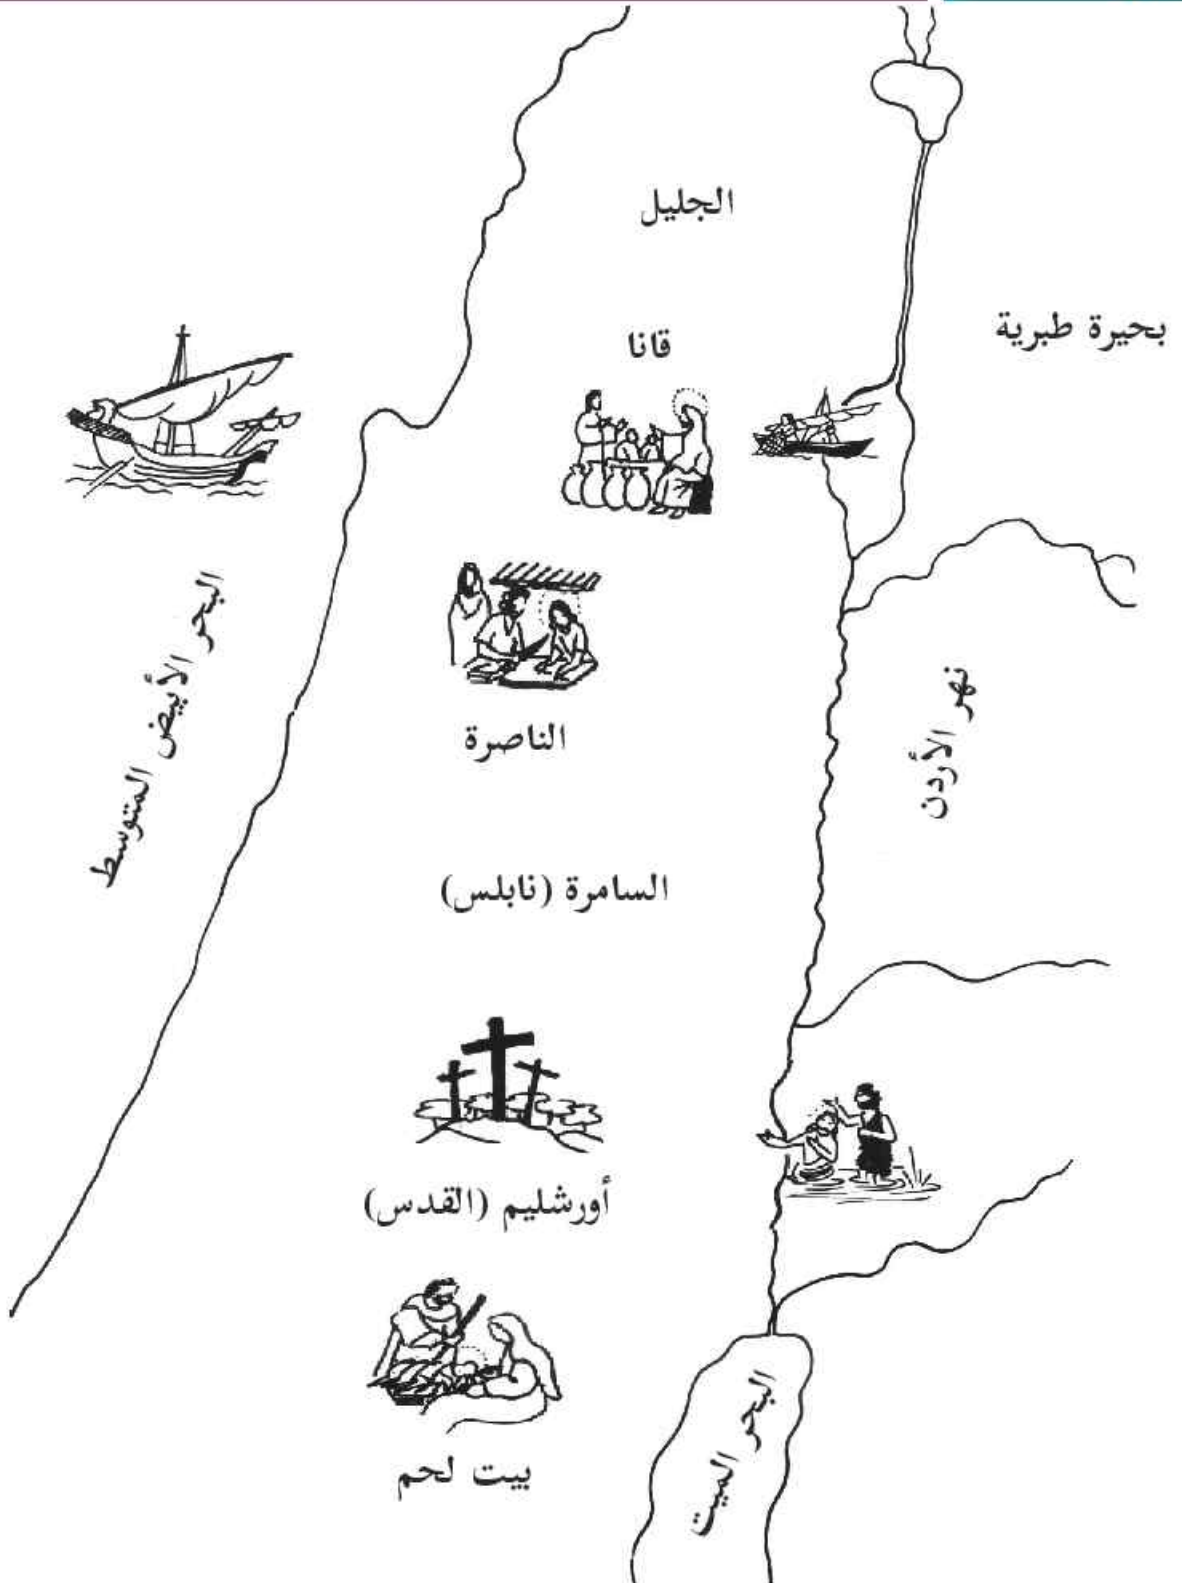 الجليل
بحيرة طبرية
قانا
البحر الأبيض المتوسط
الناصرة
نهر الأردن
السامرة (نابلس)
أورشليم (القدس)
بيت لحم
البحر الميت